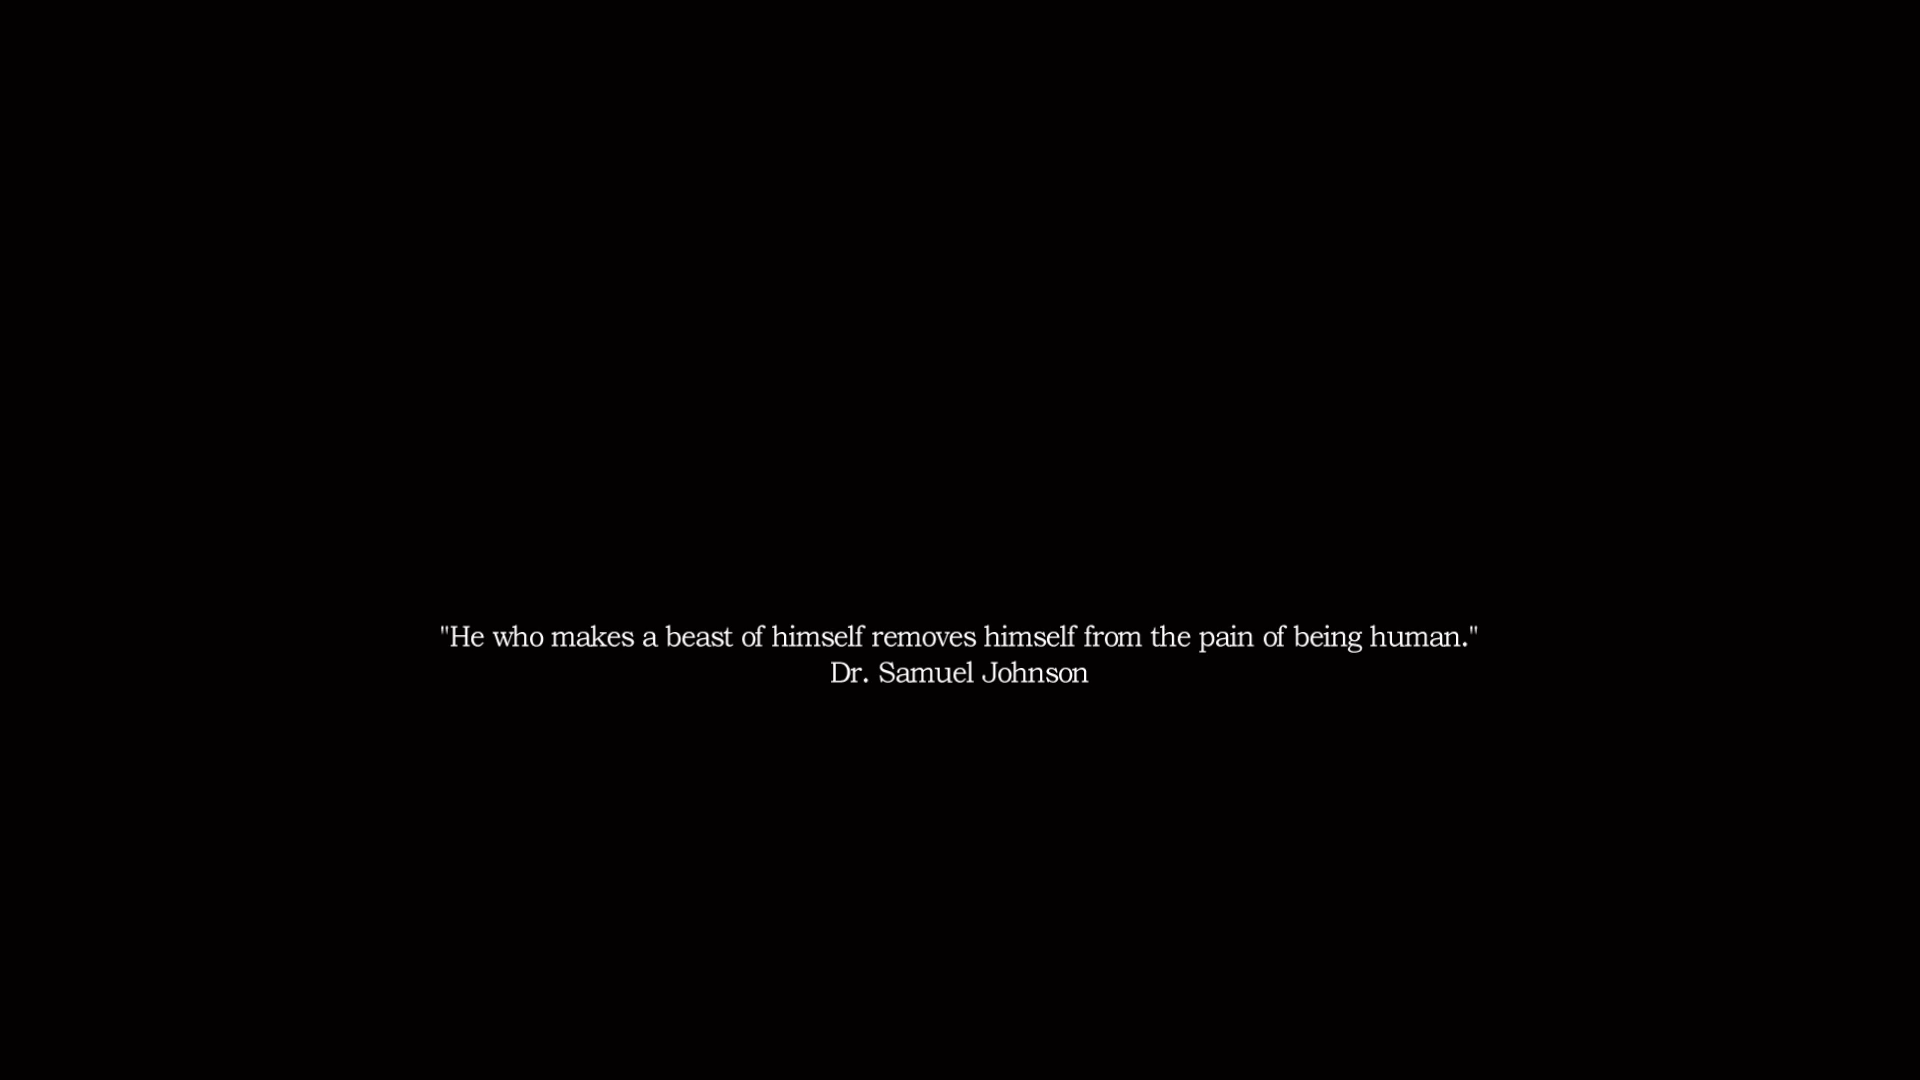 "He who makes a beast of himself removes himself from the pain of being human."
Dr. Samuel Johnson